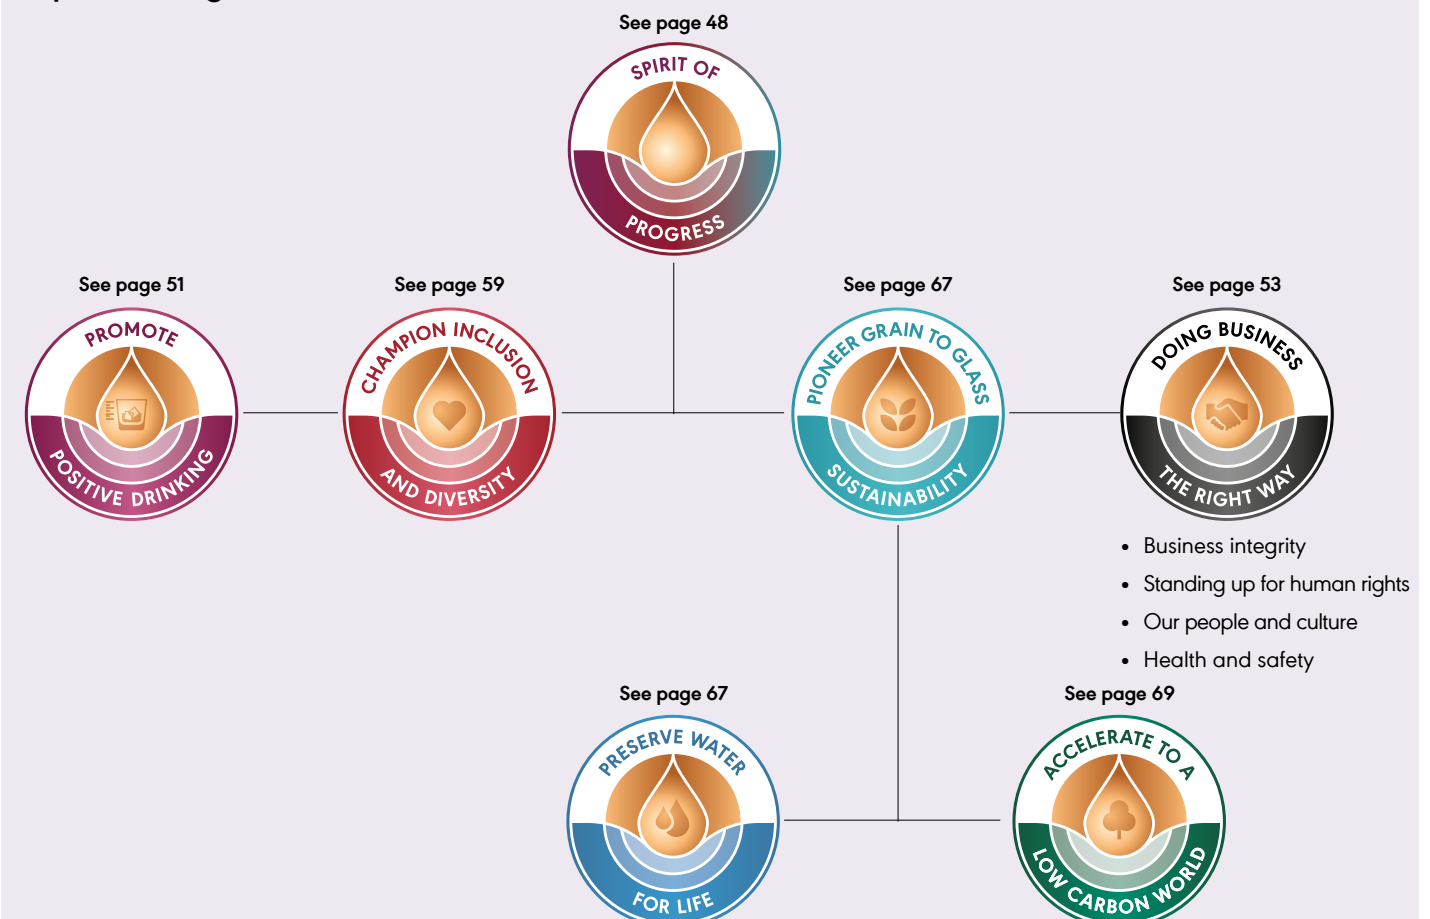 See page 48
SPIRIT OF
PROGRESS
See page 51
See page 59
See page 67
See page 53
PROMOTE
POSITIVE DRINKING
CHAMPION INCLUSION
AND DIVERSITY
PIONEER GRAIN TO GLASS
SUSTAINABILITY
DOING BUSINESS
THE RIGHT WAY
• Business integrity
• Standing up for human rights
• Our people and culture
• Health and safety
See page 67
See page 69
PRESERVE WATER
FOR LIFE
ACCELERATE TO A
LOW CARBON WORLD